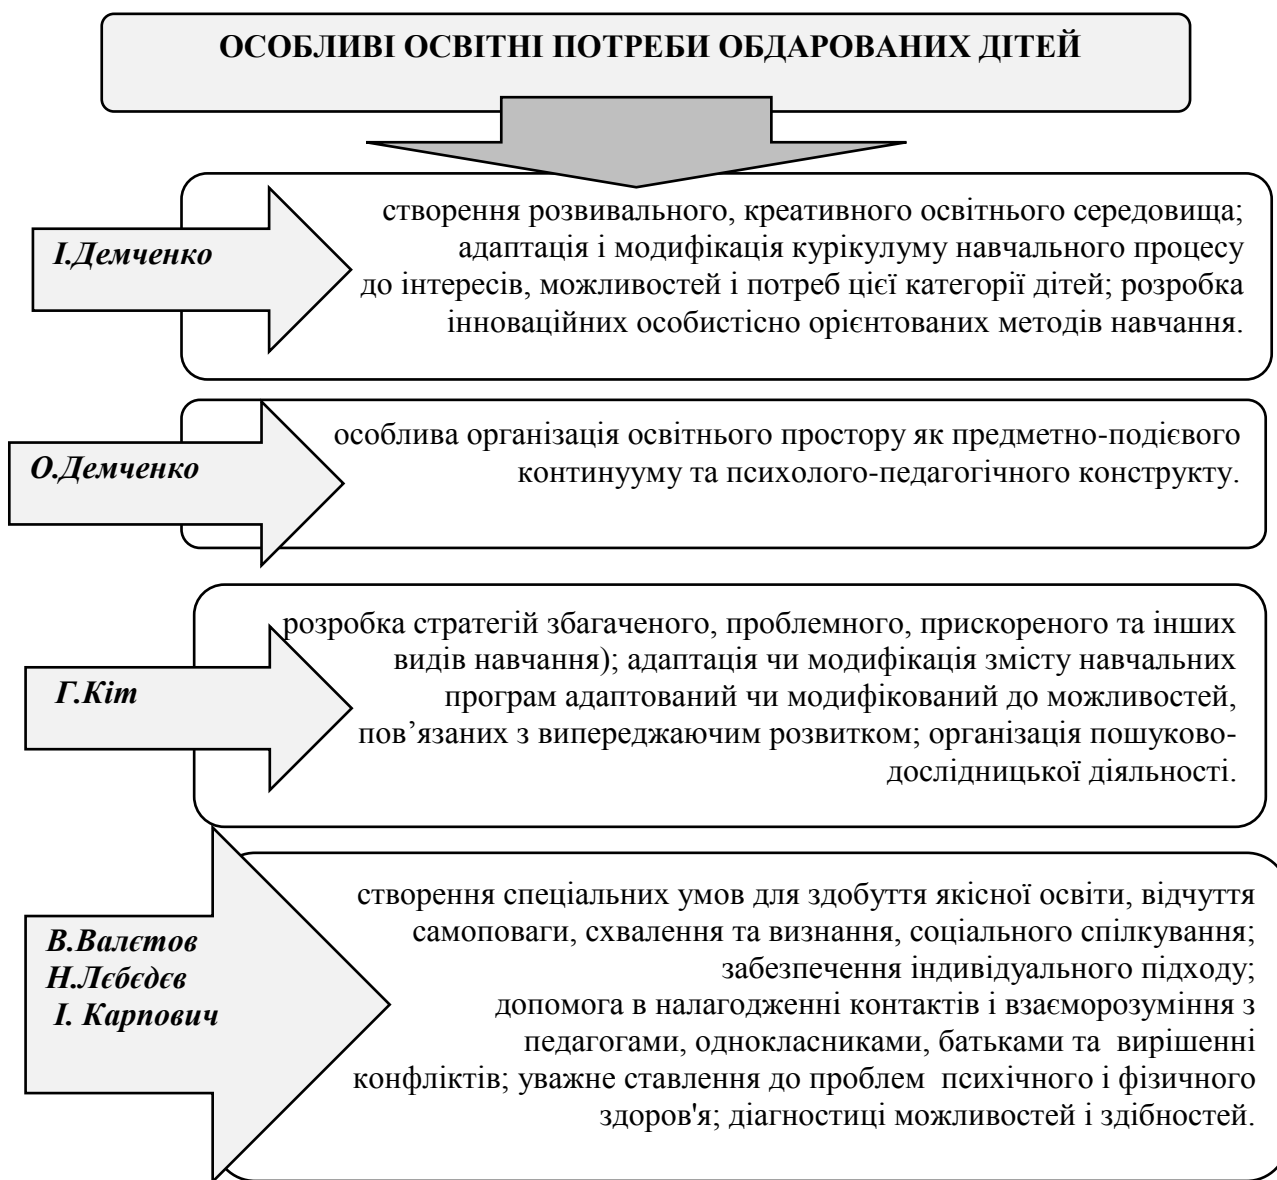 ОСОБЛИВІ ОСВІТНІ ПОТРЕБИ ОБДАРОВАНИХ ДІТЕЙ
І.Демченко
створення розвивального, креативного освітнього середовища;
адаптація і модифікація курікулуму навчального процесу
до інтересів, можливостей і потреб цієї категорії дітей; розробка
інноваційних особистісно орієнтованих методів навчання.
О.Демченко
особлива організація освітнього простору як предметно-подієвого
континууму та психолого-педагогічного конструкту.
Г.Кіт
розробка стратегій збагаченого, проблемного, прискореного та інших
видів навчання); адаптація чи модифікація змісту навчальних
програм адаптований чи модифікований до можливостей,
пов’язаних з випереджаючим розвитком; організація пошуково-
дослідницької діяльності.
В.Валєтов
Н.Лєбєдєв
І. Карпович
створення спеціальних умов для здобуття якісної освіти, відчуття
самоповаги, схвалення та визнання, соціального спілкування;
забезпечення індивідуального підходу;
допомога в налагодженні контактів і взаєморозуміння з
педагогами, однокласниками, батьками та вирішенні
конфліктів; уважне ставлення до проблем психічного і фізичного
здоров'я; діагностиці можливостей і здібностей.